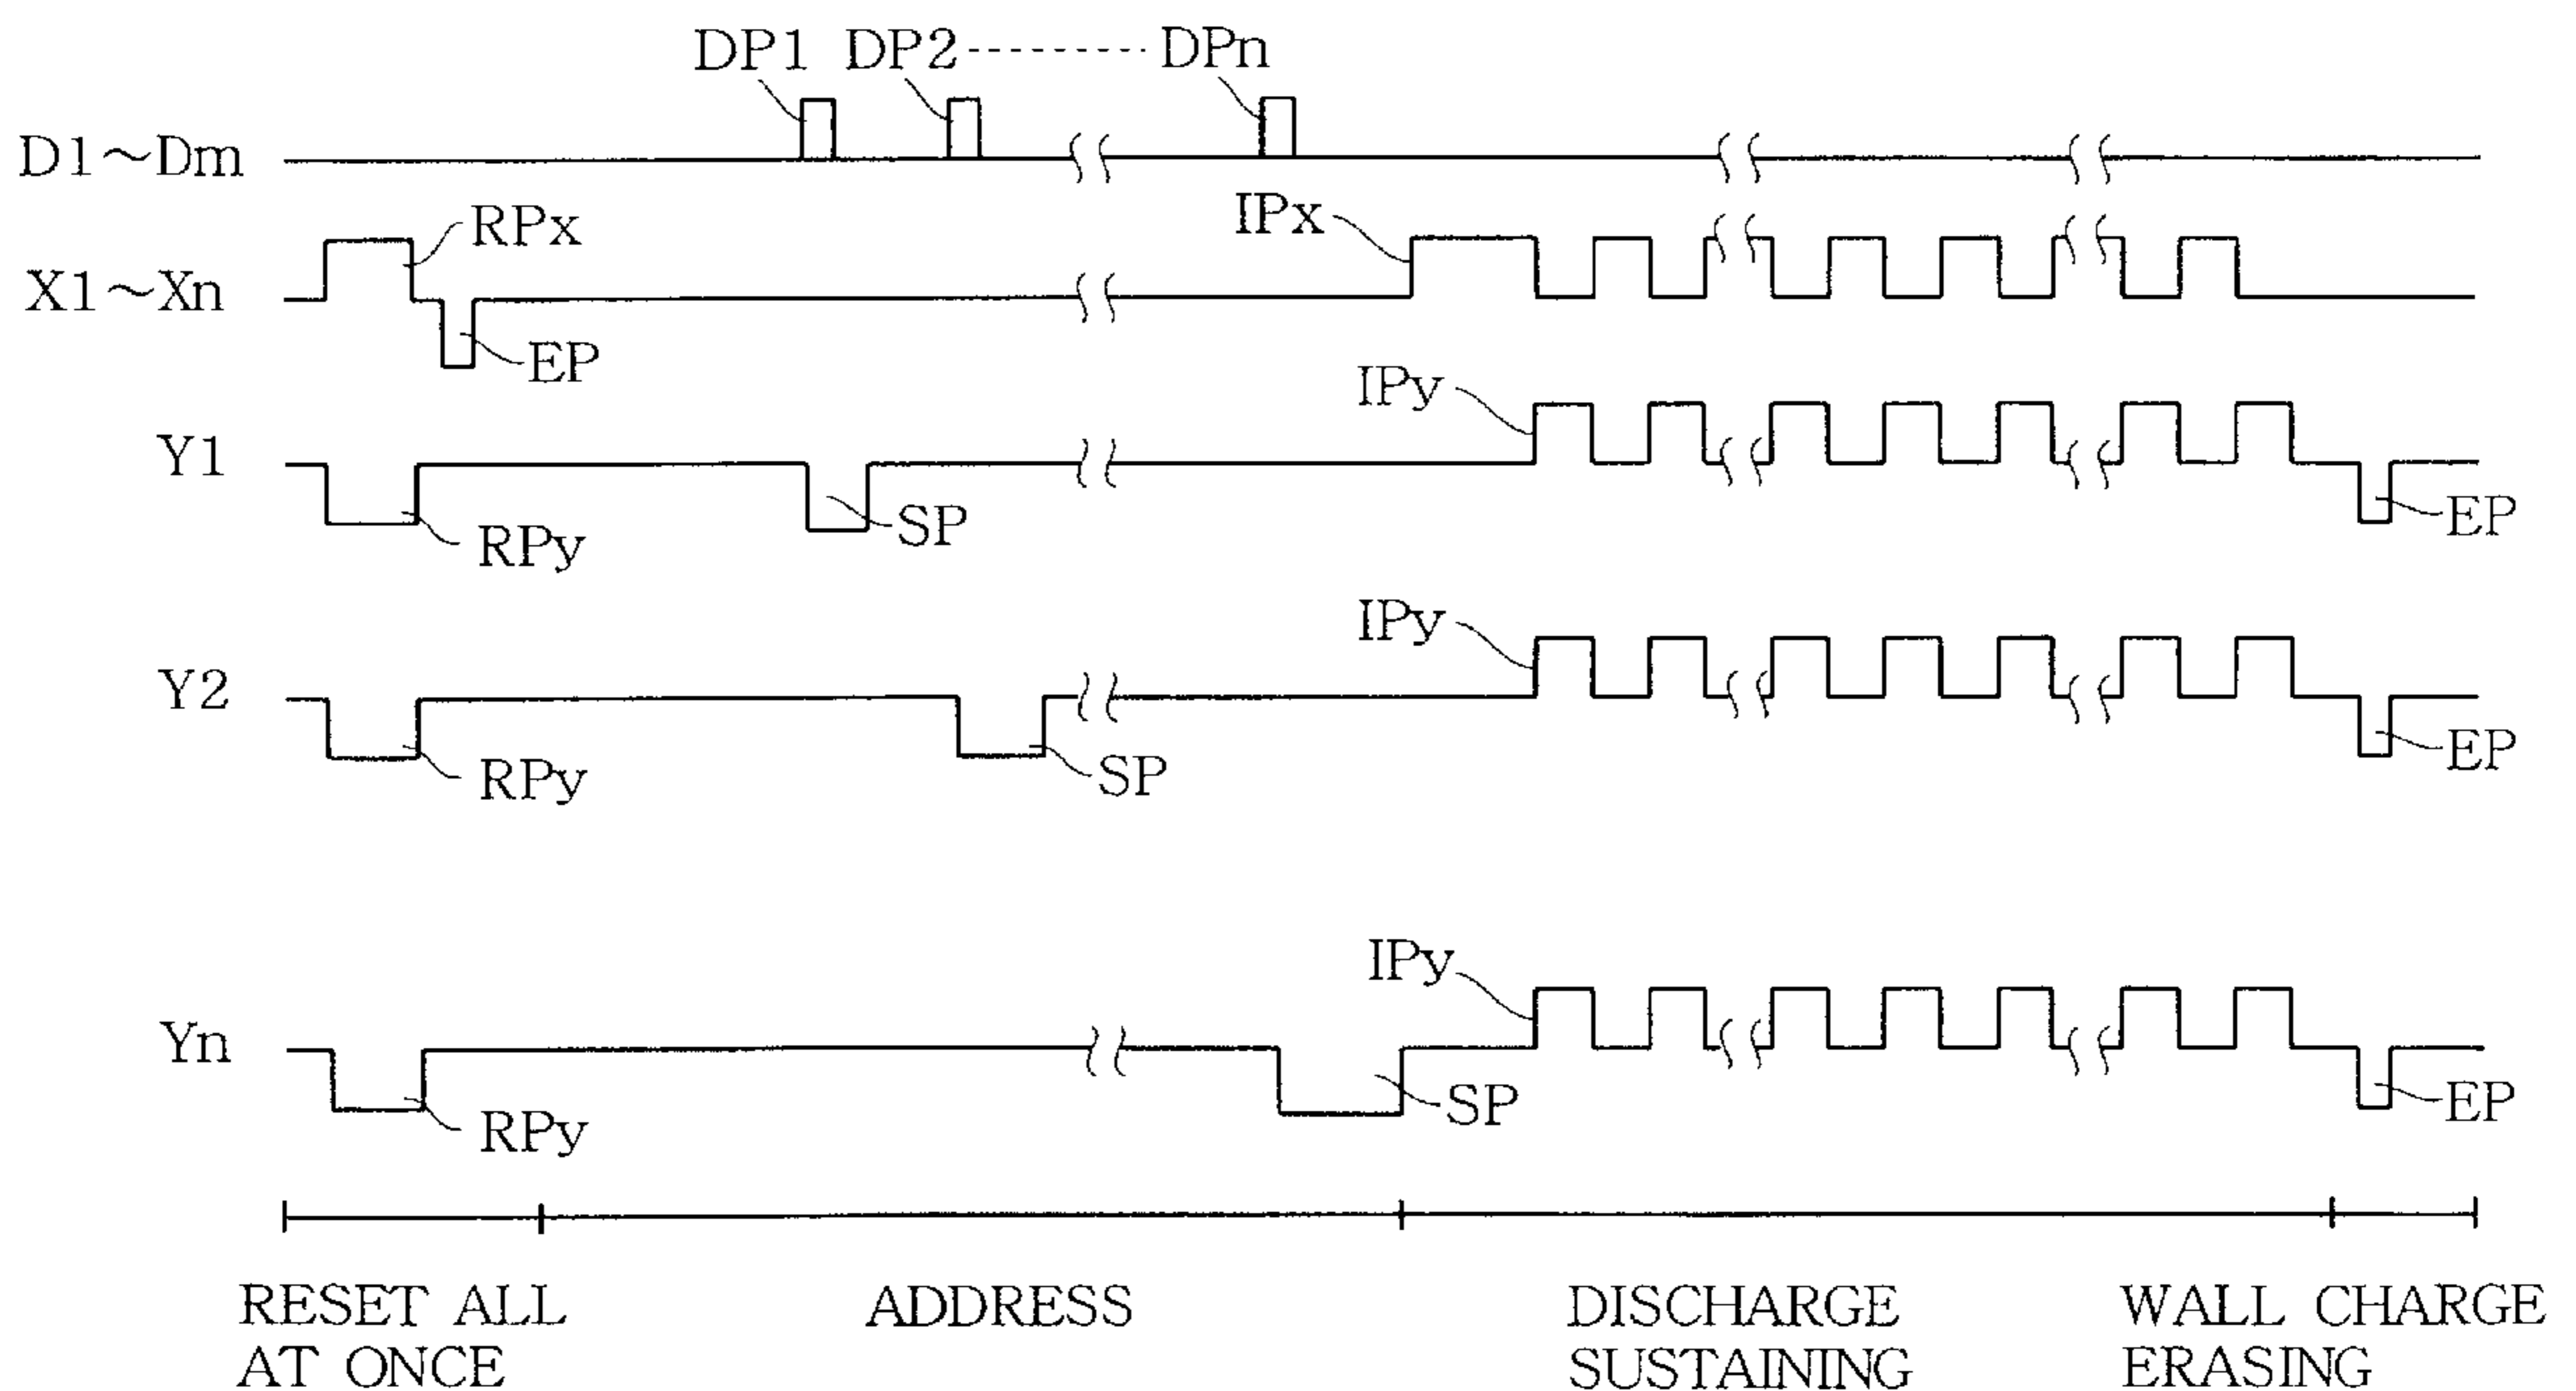 DP1 DP2 DPn
D1~Dm
RPx IPx
X1~Xn
EP
IPy
Y1
SP EP
RPy
IPy
Y2
EP
RPy SP
IPy
Yn
SP EP
RPy
RESET ALL ADDRESS DISCHARGE WALL CHARGE
AT ONCE SUSTAINING ERASING